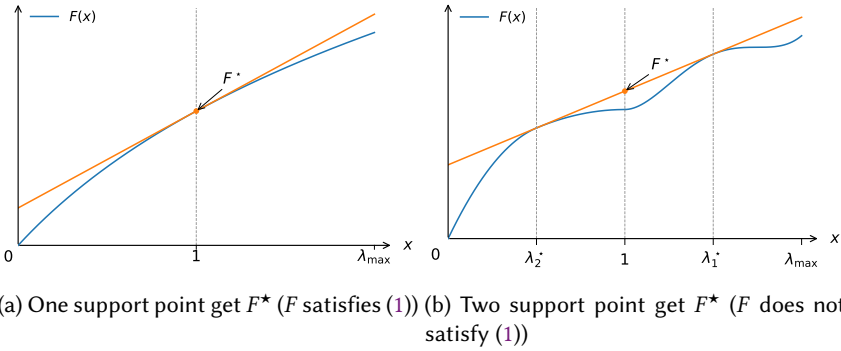 F(x)
F(x)
F⋆
F⋆
0
1
λmax
x
0
λ2⋆
1
λ1⋆
λmax
x
(a) One support point get F★ (F satisfies (1))
(b) Two support point get F★ (F does not
satisfy (1))